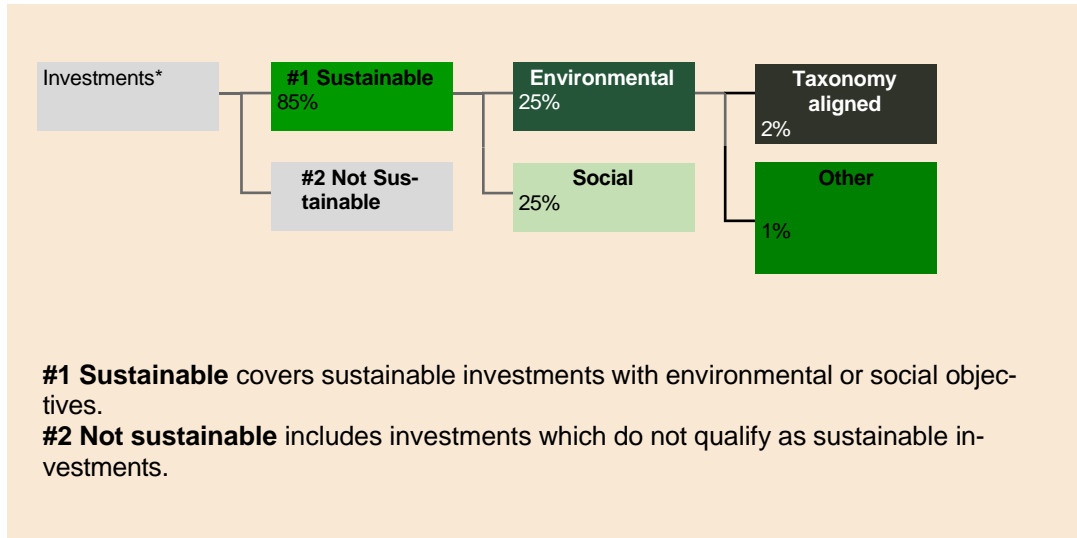 Investments*
#1 Sustainable
85%
Environmental
25%
Taxonomy
aligned
2%
#2 Not Sus-
tainable
Social
25%
Other
1%
#1 Sustainable covers sustainable investments with environmental or social objec-
tives.
#2 Not sustainable includes investments which do not qualify as sustainable in-
vestments.